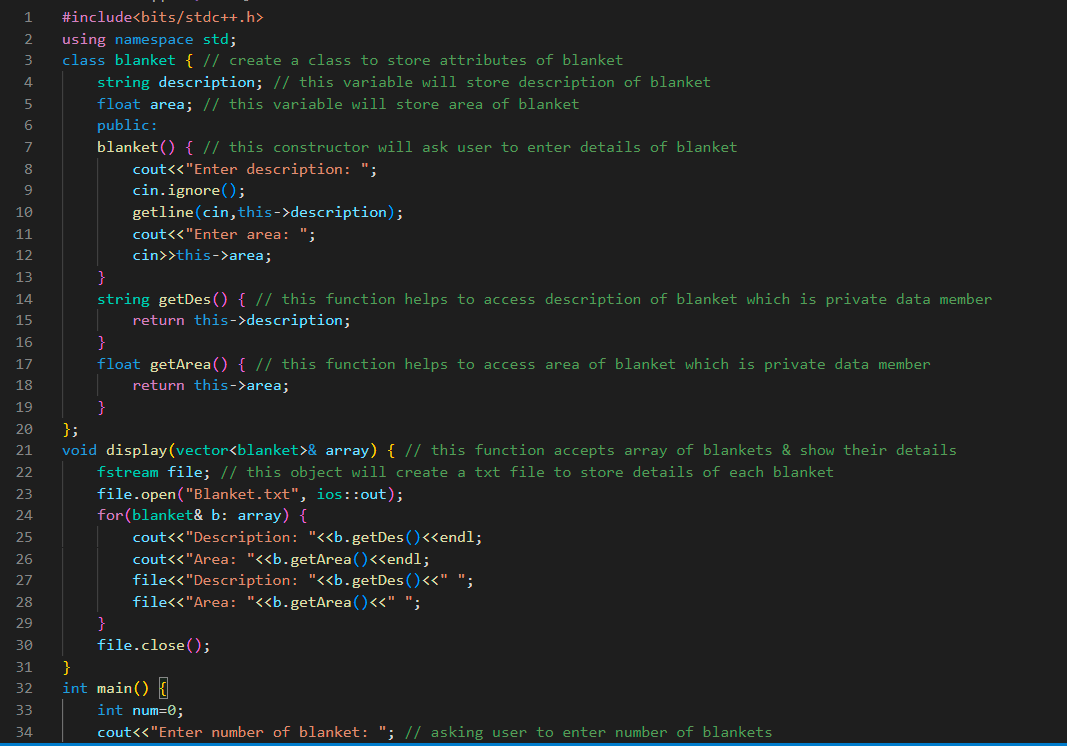 1 #include<bits/stdc++.h>
2 using namespace std;
3 class blanket { // create a class to store attributes of blanket
4 string description; // this variable will store description of blanket
5 float area; // this variable will store area of blanket
6 public:
7 blanket() { // this constructor will ask user to enter details of blanket
8 cout<<"Enter description: ";
9 cin.ignore();
10 getline(cin,this->description);
11 cout<<"Enter area: ";
12 cin>>this->area;
13 }
14 string getDes() { // this function helps to access description of blanket which is private data member
15 return this->description;
16 }
17 float getArea() { // this function helps to access area of blanket which is private data member
18 return this->area;
19 }
20 };
21 void display(vector<blanket>& array) { // this function accepts array of blankets & show their details
22 fstream file; // this object will create a txt file to store details of each blanket
23 file.open("Blanket.txt", ios::out);
24 for(blanket& b: array) {
25 cout<<"Description: "<<b.getDes()<<endl;
26 cout<<"Area: "<<b.getArea()<<endl;
27 file<<"Description: "<<b.getDes()<<" ";
28 file<<"Area: "<<b.getArea()<<" ";
29 }
30 file.close();
31 }
32 int main() {
33 int num=0;
34 cout<<"Enter number of blanket: "; // asking user to enter number of blankets